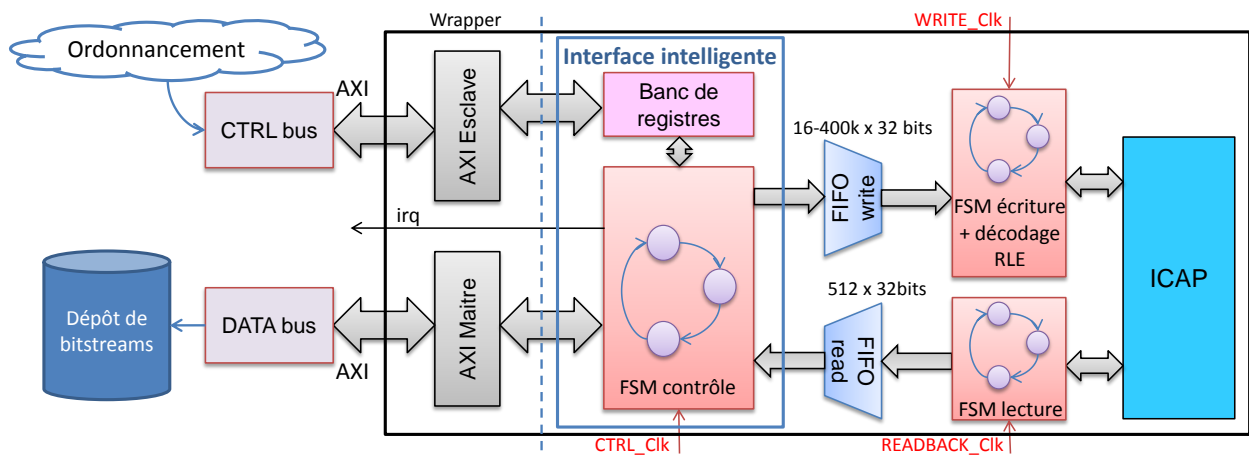 Wrapper
WRITE_Clk
Ordonnancement
Interface intelligente
AXI
CTRL bus
AXI Esclave
Banc de
registres
16-400k x 32 bits
FIFO
write
FSM écriture
+ décodage
RLE
ICAP
irq
Dépôt de
bitstreams
DATA bus
AXI
AXI Maitre
FSM contrôle
512 x 32bits
FIFO
read
FSM lecture
CTRL_Clk
READBACK_Clk